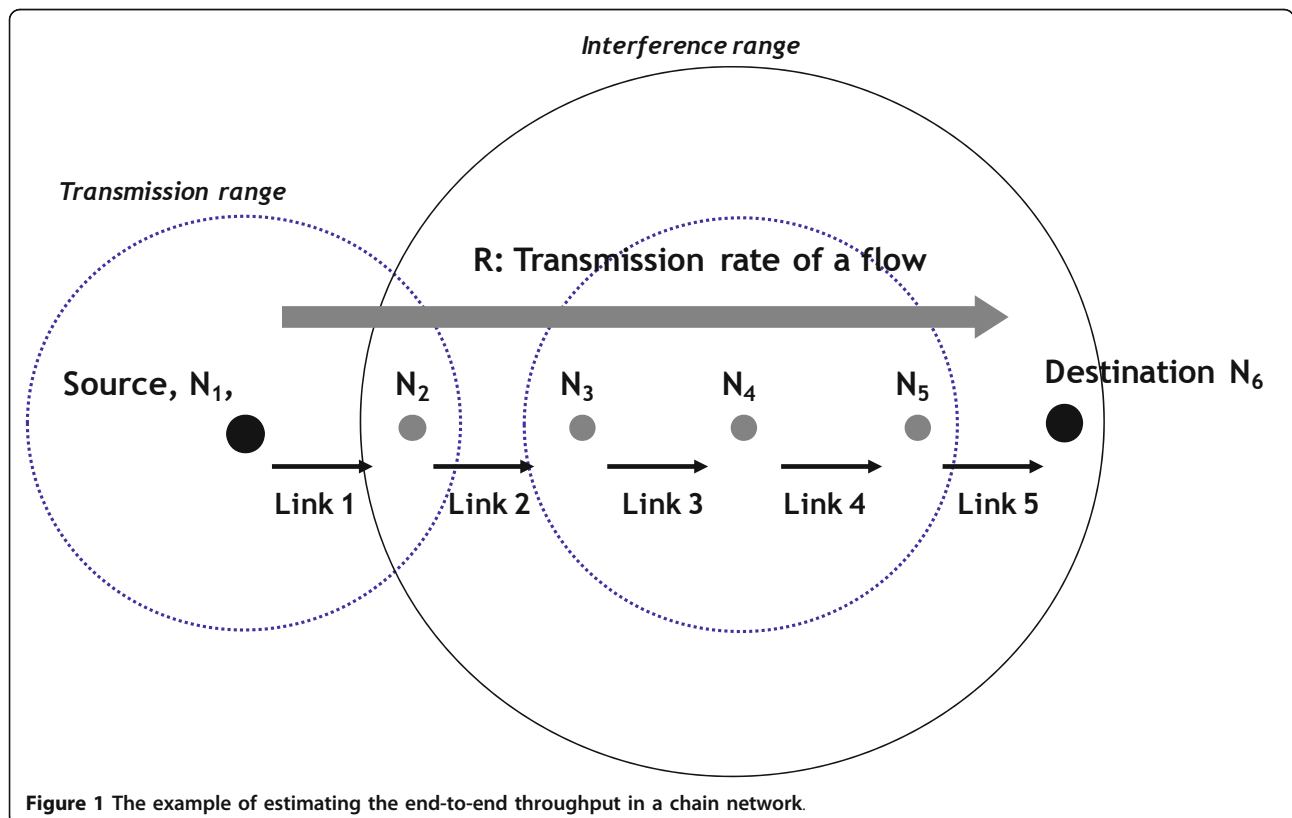 Interference range
Transmission range
R: Transmission rate of a flow
Source, N₁,
N₂
N₃
N₄
N₅
Destination N₆
Link 1
Link 2
Link 3
Link 4
Link 5
Figure 1 The example of estimating the end-to-end throughput in a chain network.